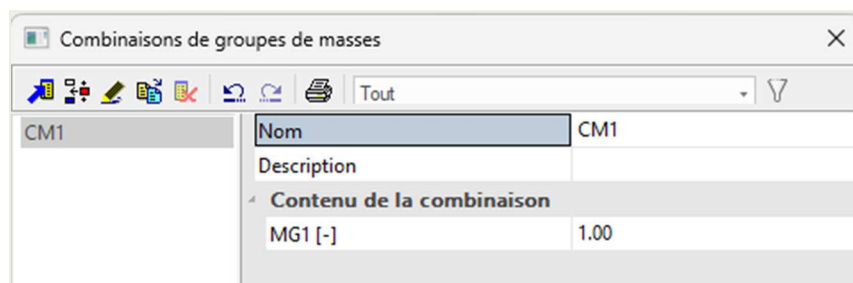 Combinaisons de groupes de masses
Tout
CM1
Nom CM1
Description
Contenu de la combinaison
MG1 [-] 1.00